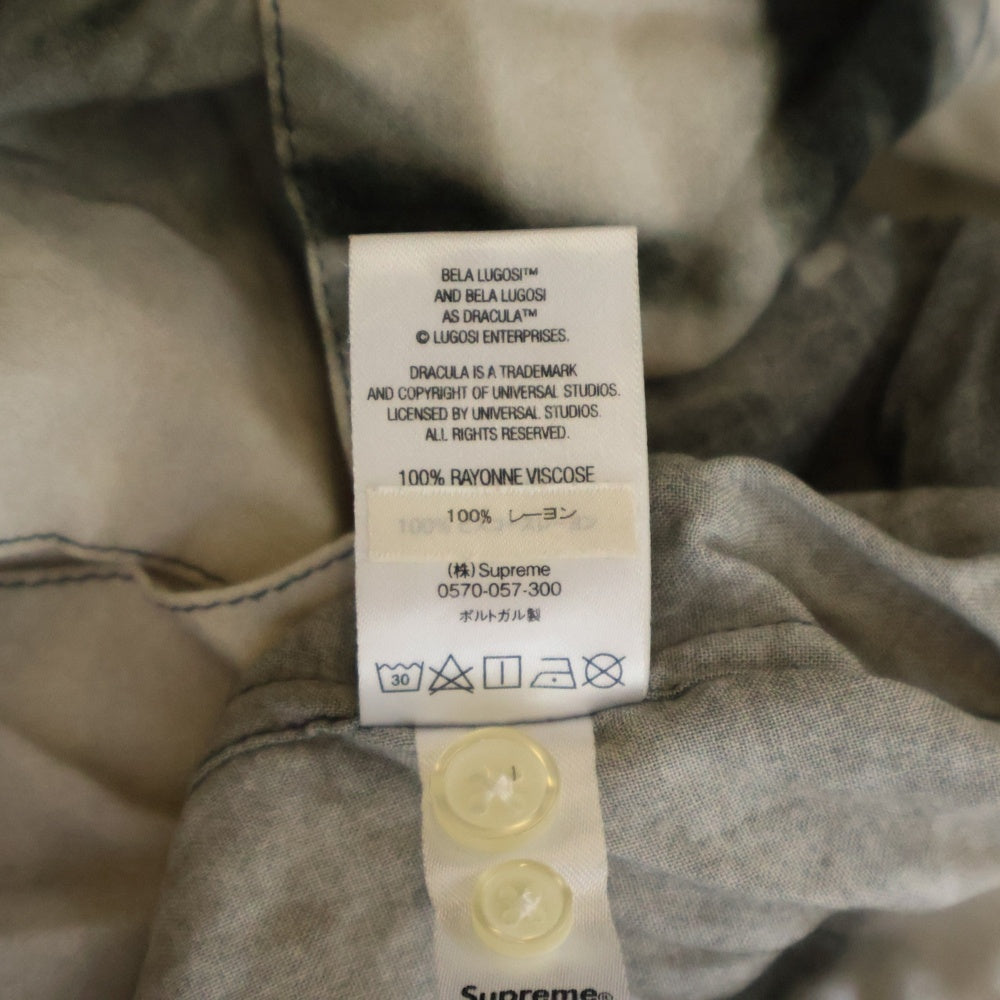 BELA LUGOSI™
AND BELA LUGOSI
AS DRACULA™
© LUGOSI ENTERPRISES.
DRACULA IS A TRADEMARK
AND COPYRIGHT OF UNIVERSAL STUDIOS.
LICENSED BY UNIVERSAL STUDIOS.
ALL RIGHTS RESERVED.
100% RAYONNE VISCOSE
100% レーヨン
(株)Supreme
0570-057-300
ポルトガル製
30
Supreme®